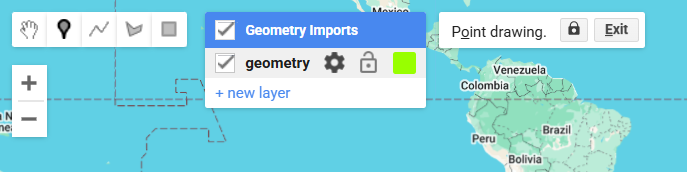 Mexico
Geometry Imports
geometry
+ new layer
Point drawing.
Exit
Venezuela
Colombia
Peru
Brazil
Bolivia